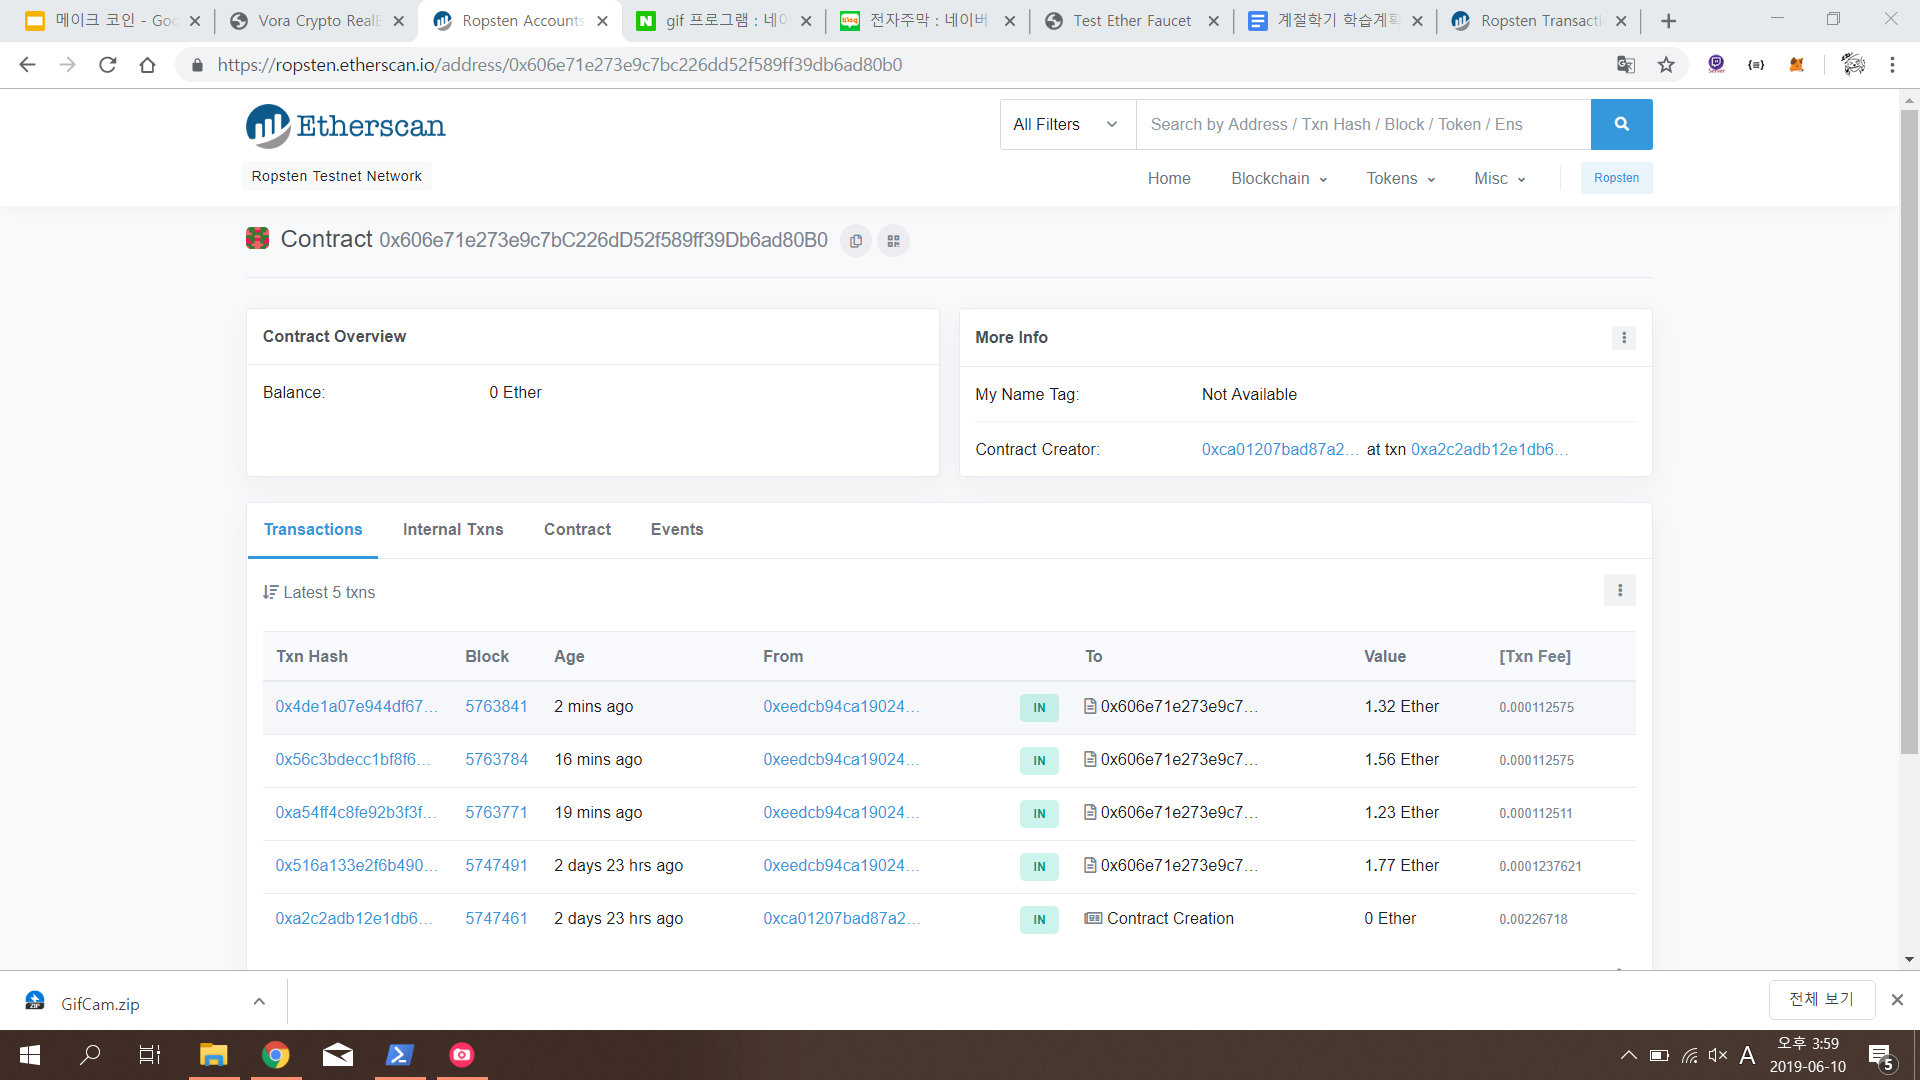 메이크 코인 - Goo
Vora Crypto RealE
Ropsten Accounts
gif 프로그램 : 네이
전자주막 : 네이버
Test Ether Faucet
계절학기 학습계획
Ropsten Transacti
https://ropsten.etherscan.io/address/0x606e71e273e9c7bc226dd52f589ff39db6ad80b0
Etherscan
All Filters
Search by Address / Txn Hash / Block / Token / Ens
Ropsten Testnet Network
Home
Blockchain
Tokens
Misc
Ropsten
Contract 0x606e71e273e9c7bC226dD52f589ff39Db6ad80B0
Contract Overview
Balance: 0 Ether
More Info
My Name Tag: Not Available
Contract Creator: 0xca01207bad87a2... at txn 0xa2c2adb12e1db6...
Transactions
Internal Txns
Contract
Events
Latest 5 txns
Txn Hash Block Age From To Value [Txn Fee]
0x4de1a07e944df67... 5763841 2 mins ago 0xeedcb94ca19024... IN 0x606e71e273e9c7... 1.32 Ether 0.000112575
0x56c3bdecc1bf8f6... 5763784 16 mins ago 0xeedcb94ca19024... IN 0x606e71e273e9c7... 1.56 Ether 0.000112575
0xa54ff4c8fe92b3f3f... 5763771 19 mins ago 0xeedcb94ca19024... IN 0x606e71e273e9c7... 1.23 Ether 0.000112511
0x516a133e2f6b490... 5747491 2 days 23 hrs ago 0xeedcb94ca19024... IN 0x606e71e273e9c7... 1.77 Ether 0.0001237621
0xa2c2adb12e1db6... 5747461 2 days 23 hrs ago 0xca01207bad87a2... IN Contract Creation 0 Ether 0.00226718
GifCam.zip
전체 보기
A
오후 3:59
2019-06-10
5